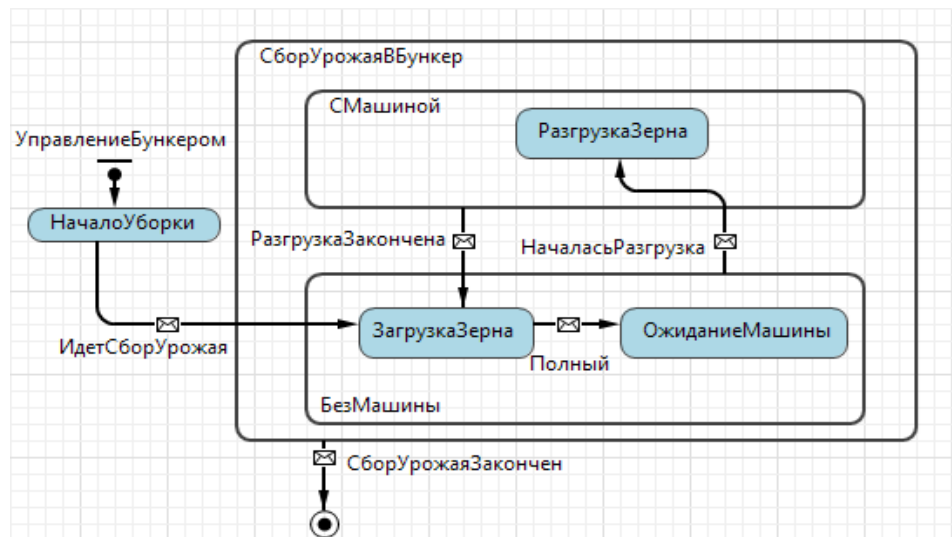 СборУрожаяВБункер
СМашиной
РазгрузкаЗерна
УправлениеБункером
НачалоУборки
РазгрузкаЗакончена
НачаласьРазгрузка
ЗагрузкаЗерна
ОжиданиеМашины
ИдетСборУрожая
Полный
БезМашины
СборУрожаяЗакончен